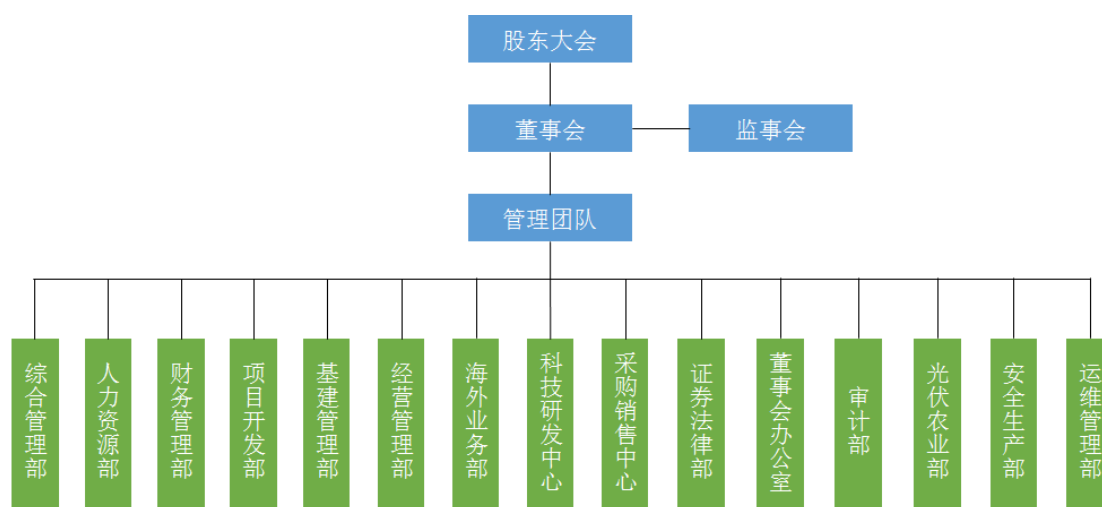 股东大会
董事会
监事会
管理团队
综合管理部
人力资源部
财务管理部
项目开发部
基建管理部
经营管理部
海外业务部
科技研发中心
采购销售中心
证券法律部
董事会办公室
审计部
光伏农业部
安全生产部
运维管理部